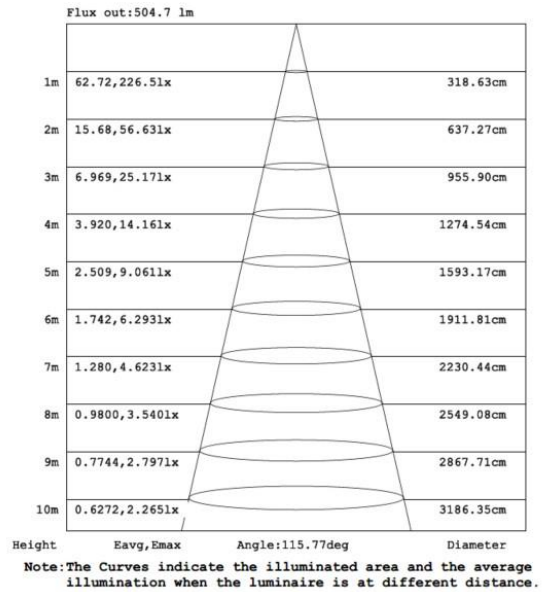 Flux out:504.7 lm
1m 62.72,226.5lx 318.63cm
2m 15.68,56.63lx 637.27cm
3m 6.969,25.17lx 955.90cm
4m 3.920,14.16lx 1274.54cm
5m 2.509,9.061lx 1593.17cm
6m 1.742,6.293lx 1911.81cm
7m 1.280,4.623lx 2230.44cm
8m 0.9800,3.540lx 2549.08cm
9m 0.7744,2.797lx 2867.71cm
10m 0.6272,2.265lx 3186.35cm
Height Eavg,Emax Angle:115.77deg Diameter
Note:The Curves indicate the illuminated area and the average
illumination when the luminaire is at different distance.